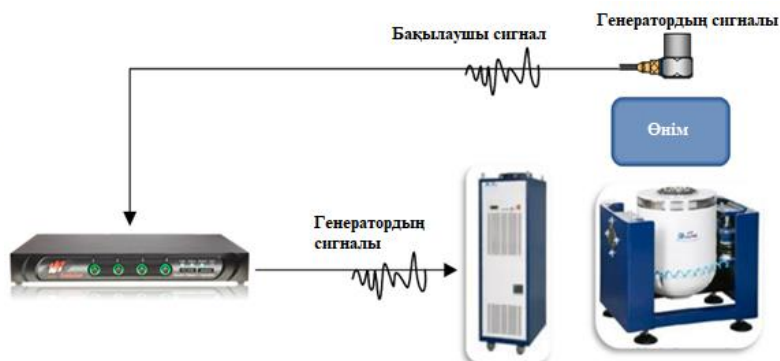 Генератордың сигналы
Бақылаушы сигнал
Өнім
Генератордың
сигналы